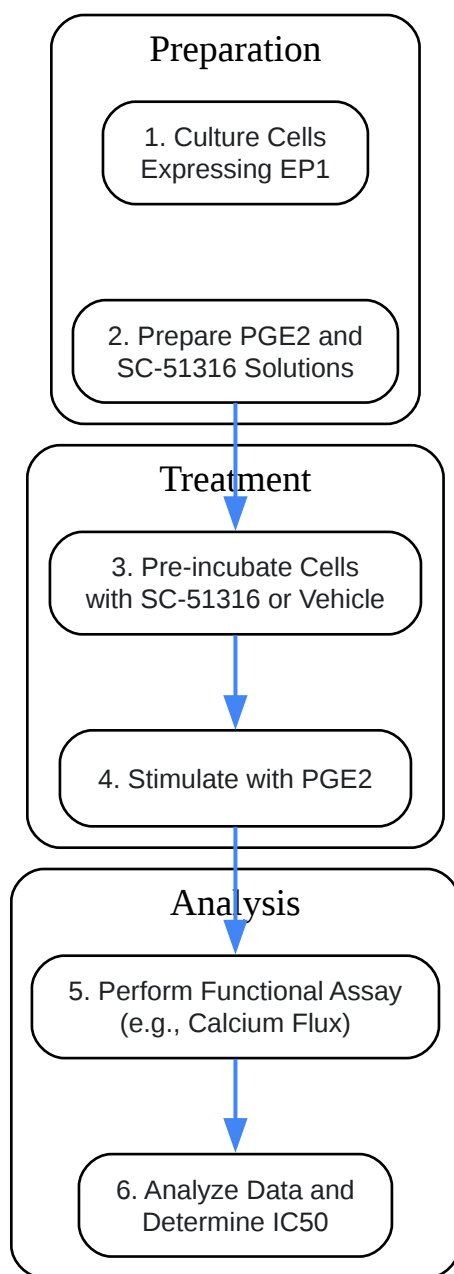 Preparation
1. Culture Cells
Expressing EP1
2. Prepare PGE2 and
SC-51316 Solutions
Treatment
3. Pre-incubate Cells
with SC-51316 or Vehicle
4. Stimulate with PGE2
Analysis
5. Perform Functional Assay
(e.g., Calcium Flux)
6. Analyze Data and
Determine IC50